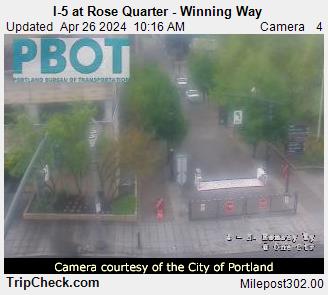 I-5 at Rose Quarter - Winning Way
Updated Apr 26 2024 10:16 AM Camera 4
PBOT
PORTLAND BUREAU OF TRANSPORTATION
Camera courtesy of the City of Portland
TripCheck.com Milepost302.00